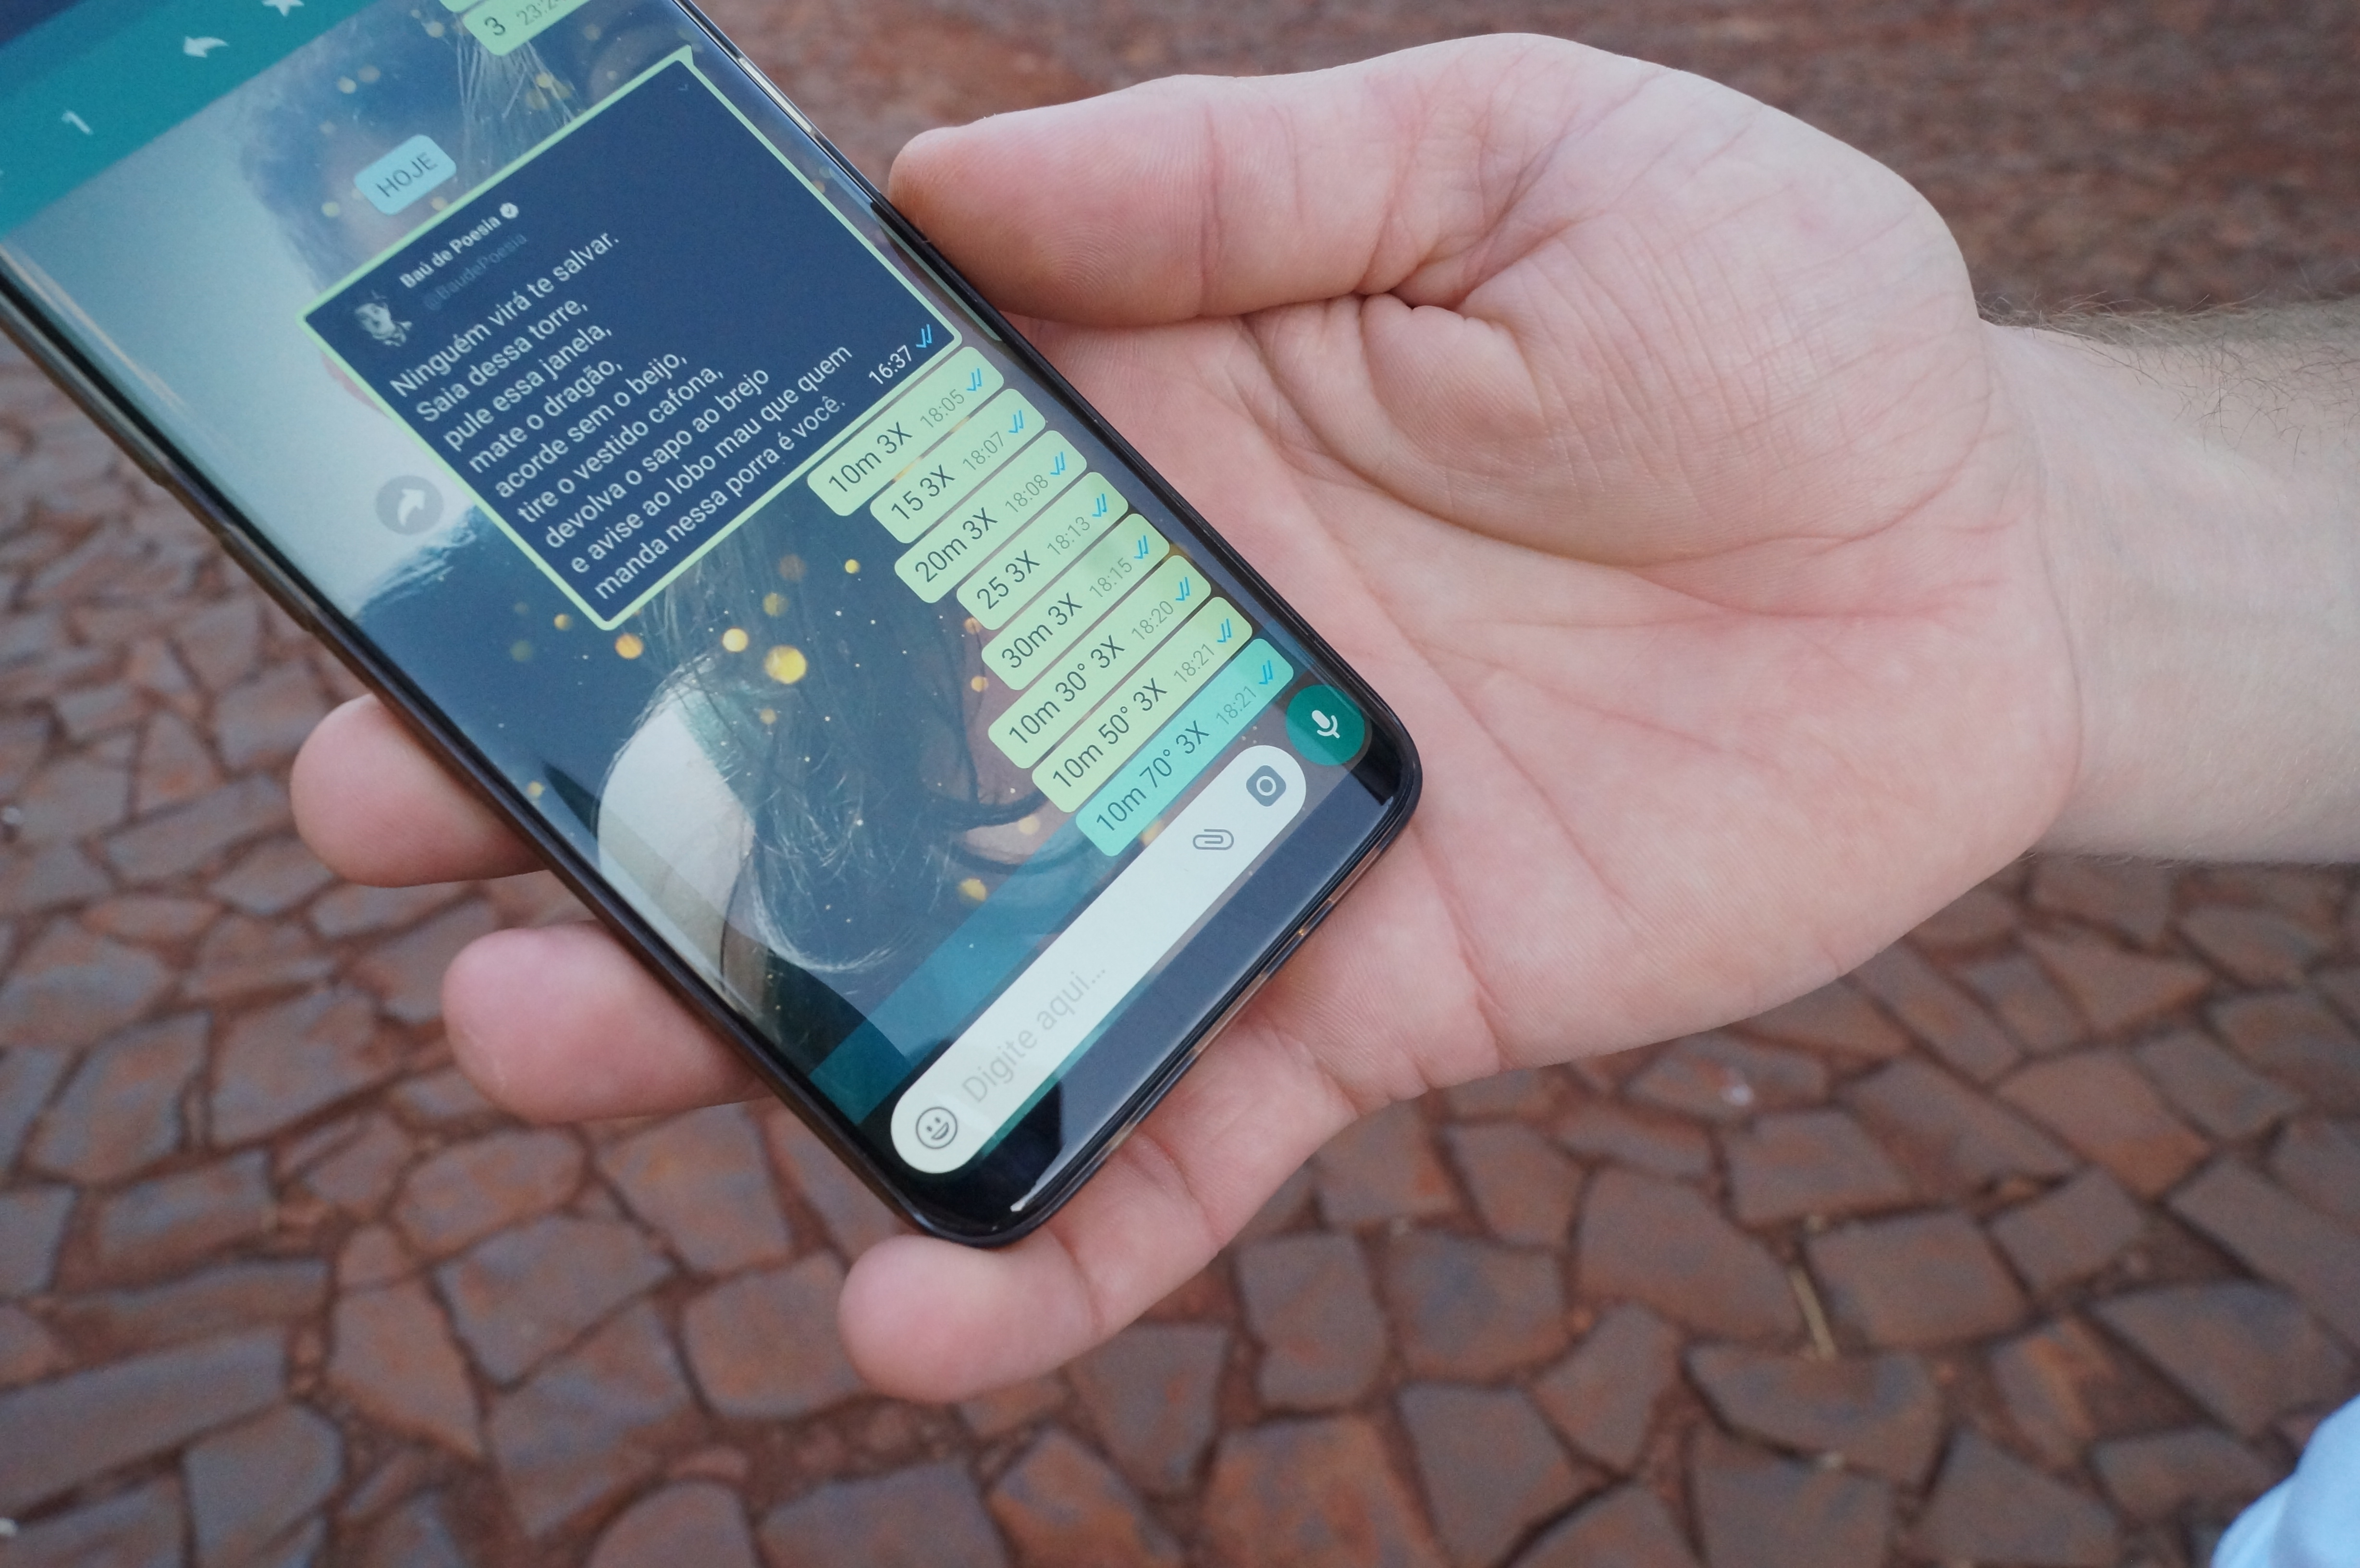 1
3
HOJE
Baú de Poesia
@BaudePoesia
Ninguém virá te salvar.
Saia dessa torre,
pule essa janela,
mate o dragão,
acorde sem o beijo,
tire o vestido cafona,
devolva o sapo ao brejo
e avise ao lobo mau que quem
manda nessa porra é você.
16:37
10m 3X 18:05
15 3X 18:07
20m 3X 18:08
25 3X 18:13
30m 3X 18:15
10m 30° 3X 18:20
10m 50° 3X 18:21
10m 70° 3X 18:21
Digite aqui...